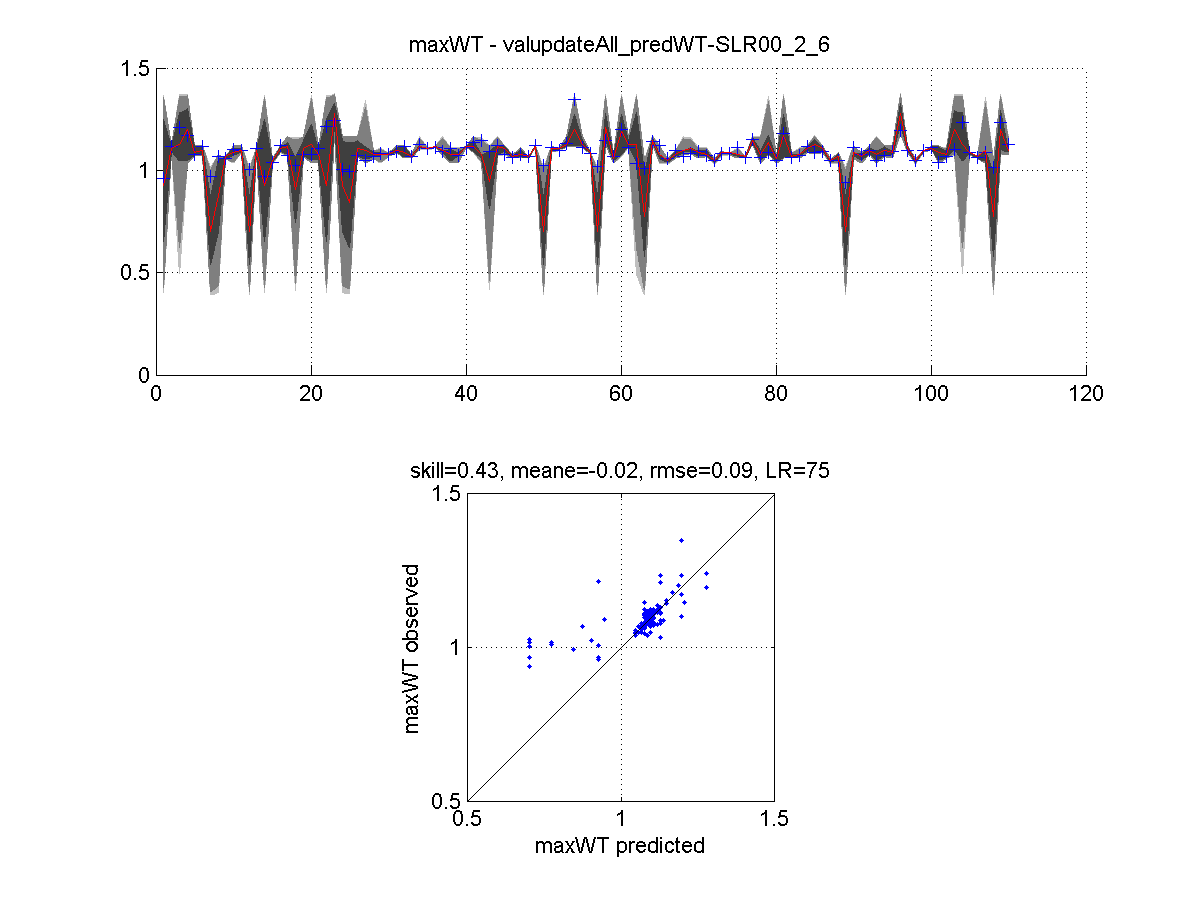 maxWT - valupdateAll_predWT-SLR00_2_6
1.5
1
0.5
0
0 20 40 60 80 100 120
skill=0.43, meane=-0.02, rmse=0.09, LR=75
1.5
maxWT observed
1
0.5
0.5 1 1.5
maxWT predicted